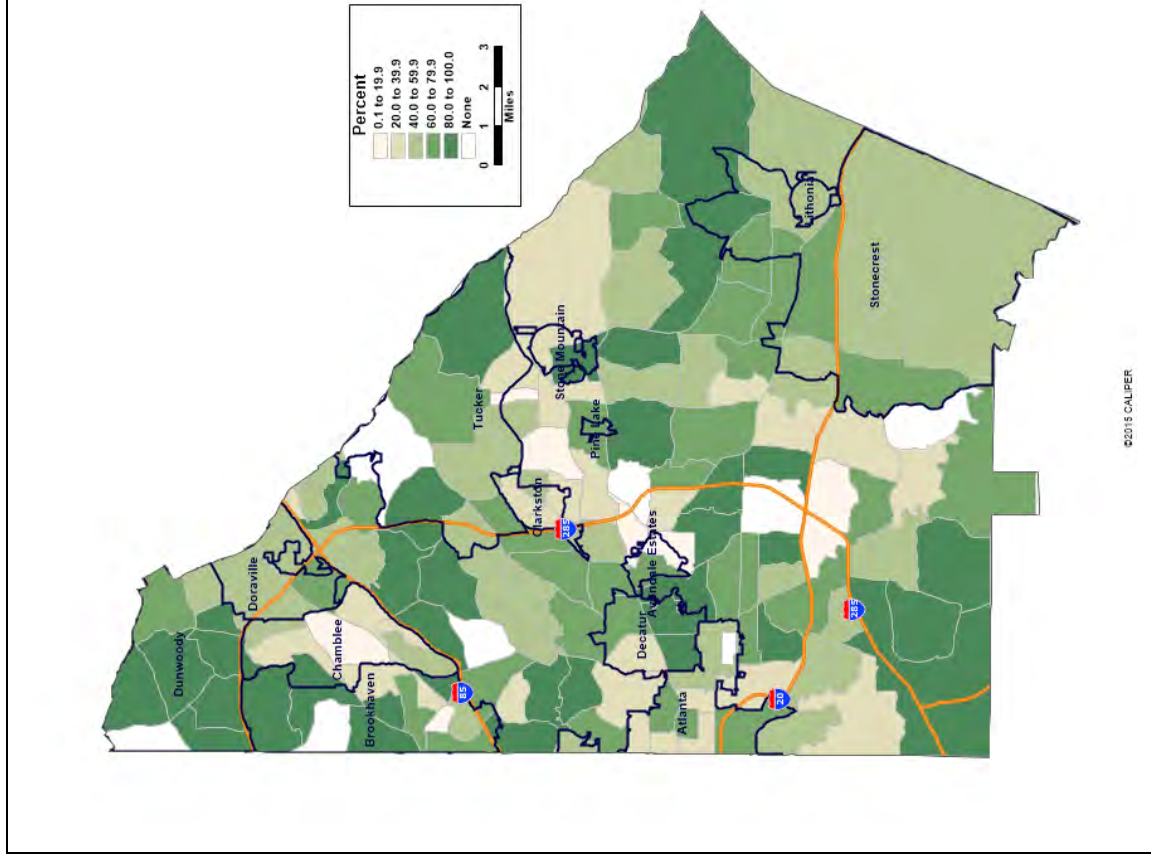 Percent
0.1 to 19.9
20.0 to 39.9
40.0 to 59.9
60.0 to 79.9
80.0 to 100.0
None
0 1 2 3
Miles
Dunwoody
Doraville
Chamblee
Brookhaven
85
Tucker
Clarkston
285
Stone Mountain
Pine Lake
Avondale Estates
Decatur
Atlanta
20
285
Lithonia
Stonecrest
©2015 CALIPER